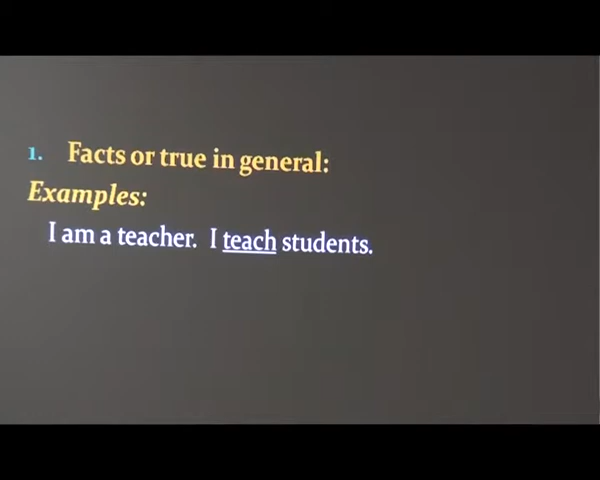 1. Facts or true in general:
Examples:
I am a teacher. I teach students.